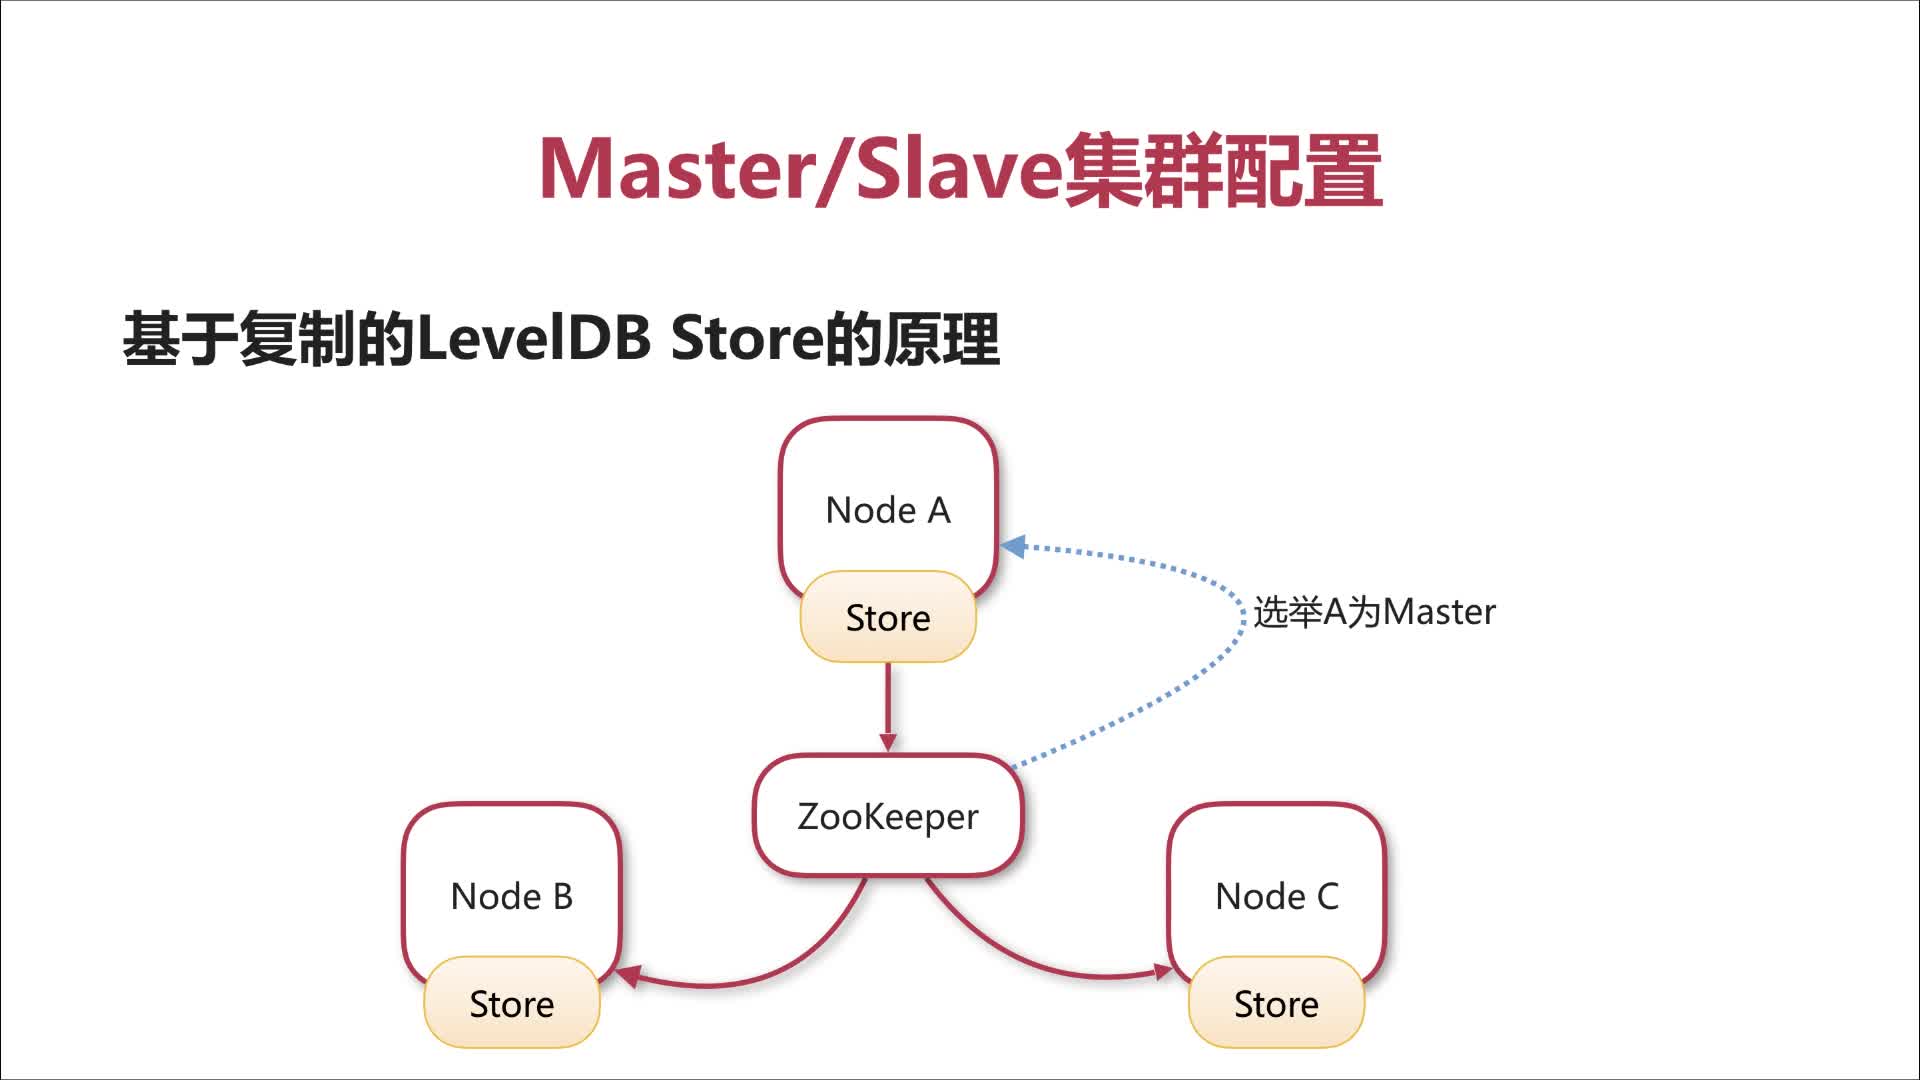 Master/Slave集群配置
基于复制的LevelDB Store的原理
Node A
Store
选举A为Master
ZooKeeper
Node B
Store
Node C
Store